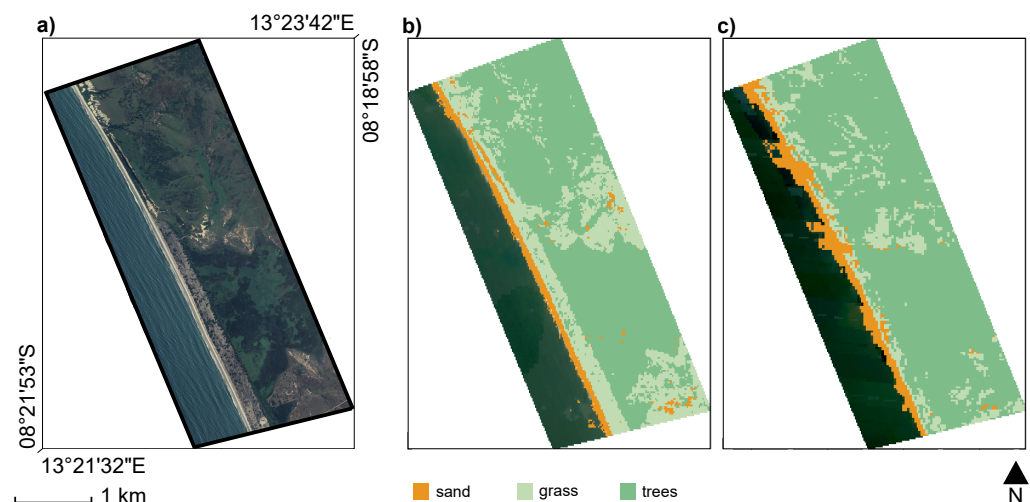 a)
13°23'42"E
b)
c)
08°18'58"S
08°21'53"S
13°21'32"E
1 km
sand
grass
trees
N